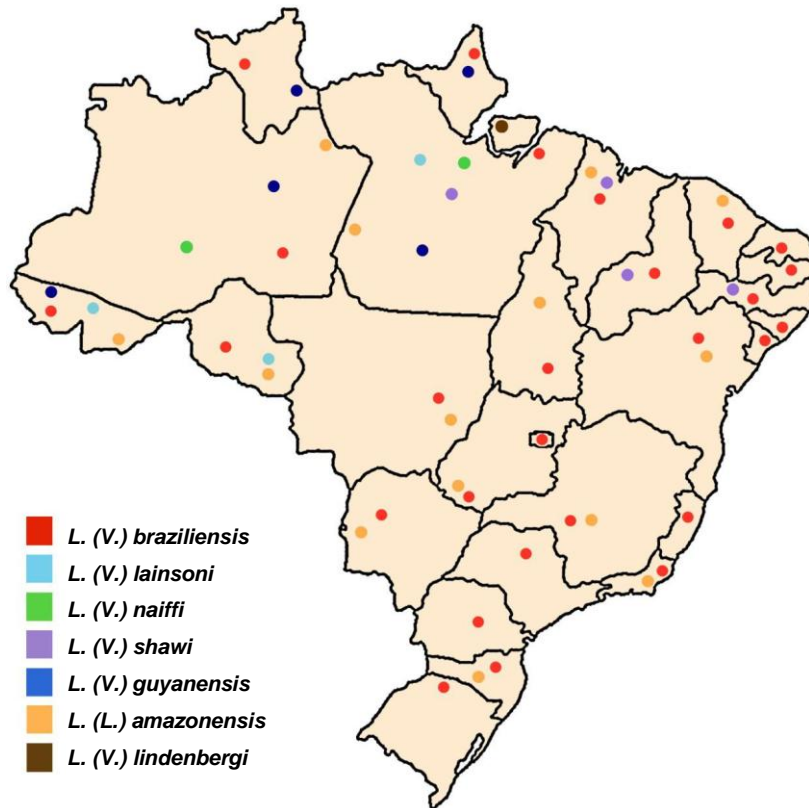 L. (V.) braziliensis
L. (V.) lainsoni
L. (V.) naiffi
L. (V.) shawi
L. (V.) guyanensis
L. (L.) amazonensis
L. (V.) lindenbergi